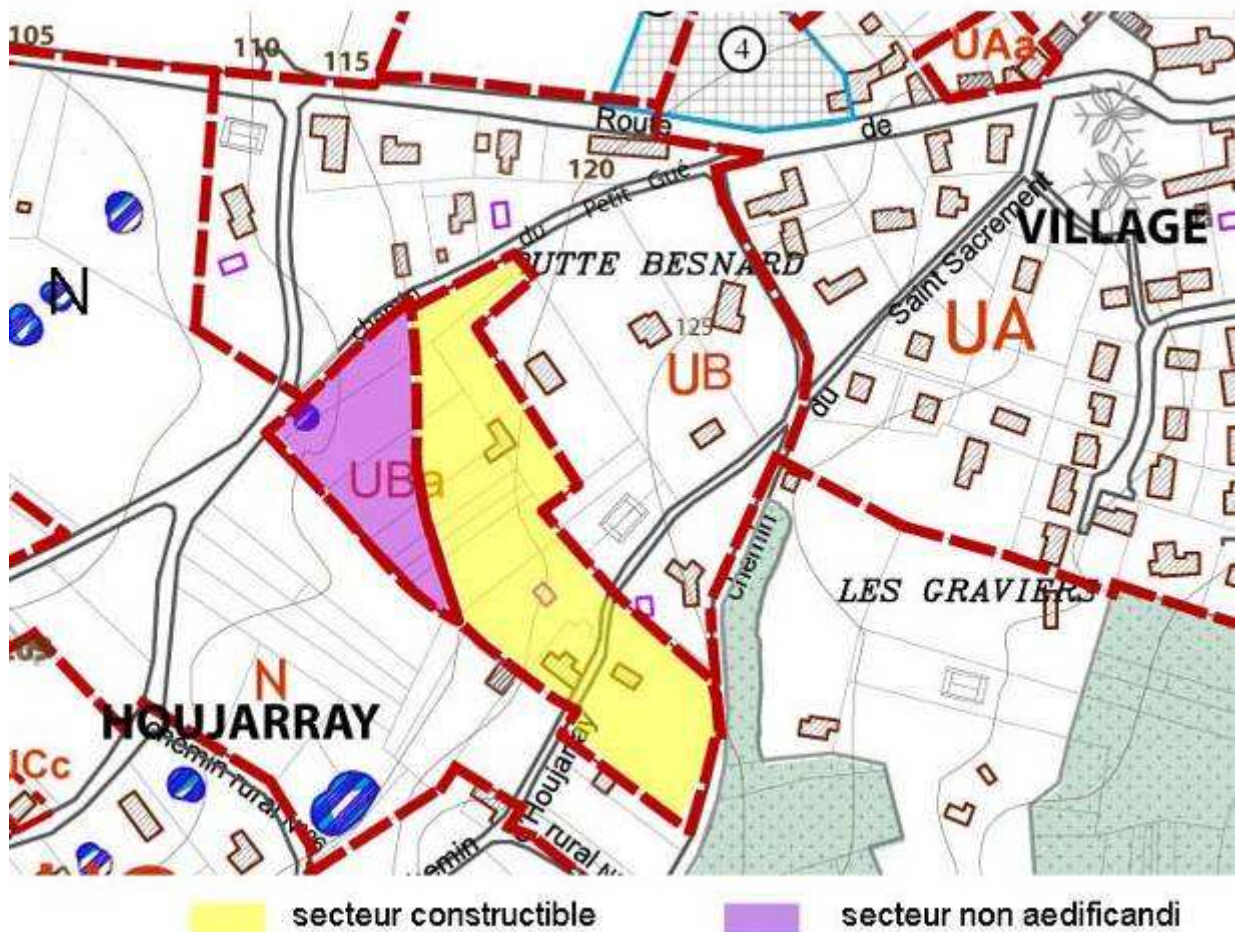 105
110
115
4
UAa
Route de
120
chemin du Petit Gué
BUTTE BESNARD
Saint Sacrement
VILLAGE
N
125
UA
UB
du
UBa
Chemin
LES GRAVIERS
N
HOUJARRAY
chemin rural N°
Houjarray
rural
secteur constructible
secteur non aedificandi